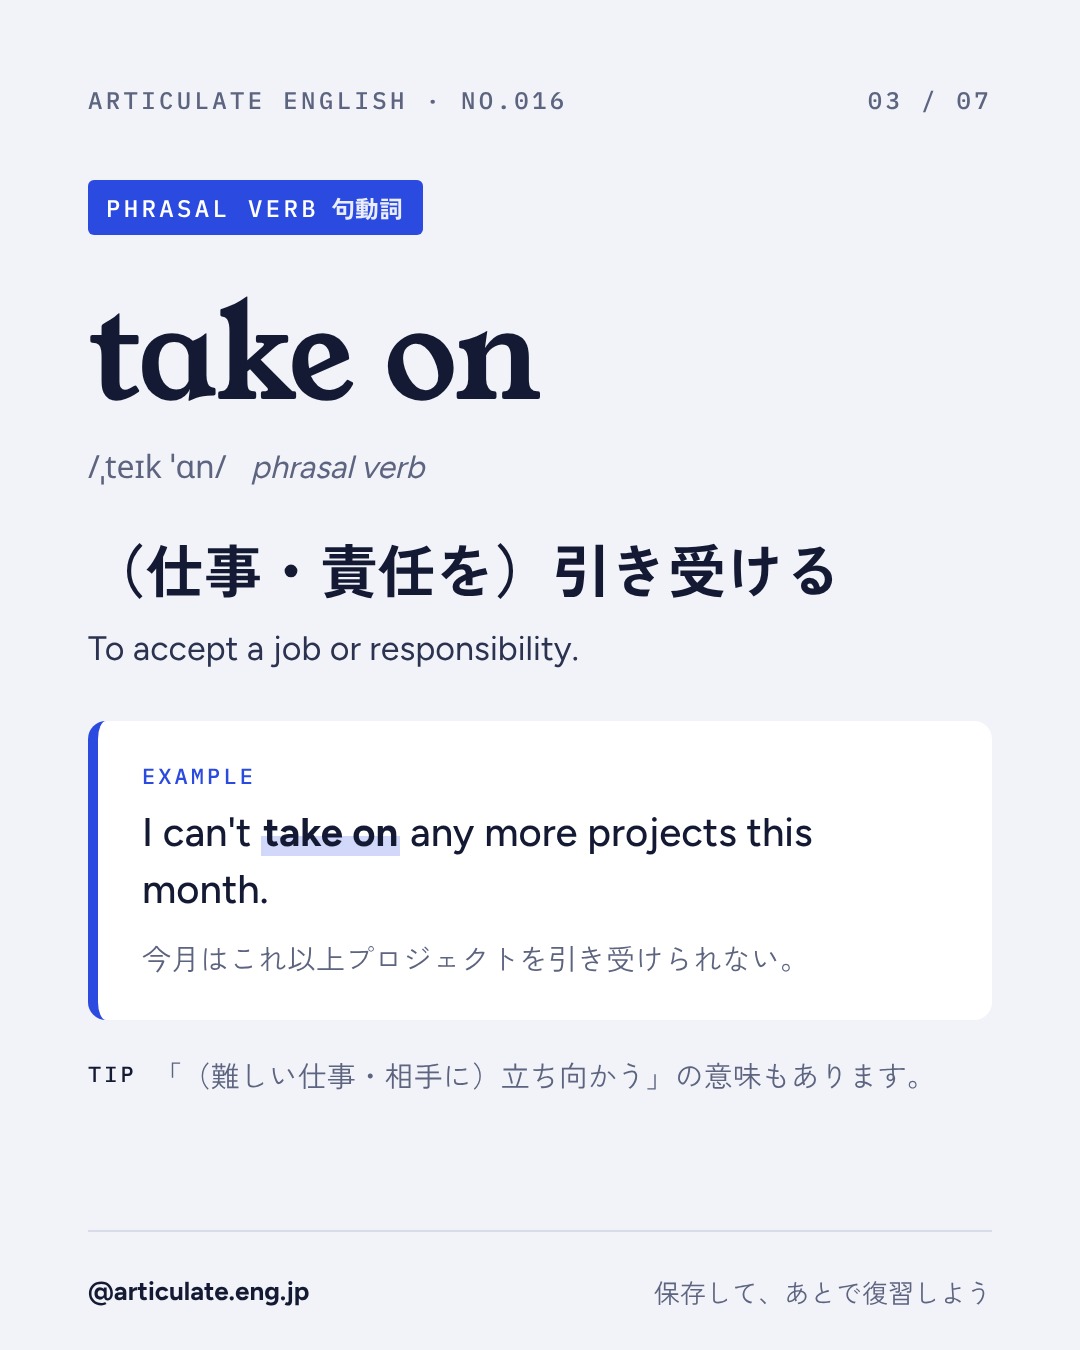 ARTICULATE ENGLISH · NO.016
03 / 07
PHRASAL VERB 句動詞
take on
/ˌteɪk ˈɑn/ phrasal verb
（仕事・責任を）引き受ける
To accept a job or responsibility.
EXAMPLE
I can't take on any more projects this
month.
今月はこれ以上プロジェクトを引き受けられない。
TIP 「（難しい仕事・相手に）立ち向かう」の意味もあります。
@articulate.eng.jp
保存して、あとで復習しよう